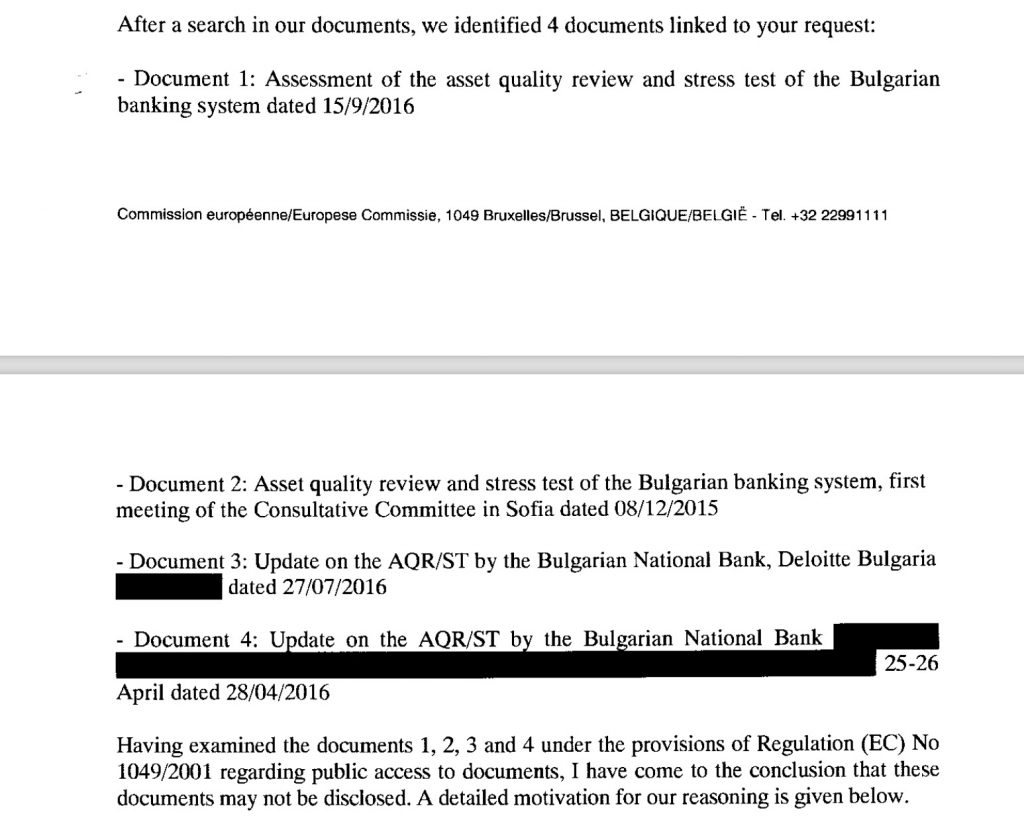 After a search in our documents, we identified 4 documents linked to your request:
- Document 1: Assessment of the asset quality review and stress test of the Bulgarian
banking system dated 15/9/2016
Commission européenne/Europese Commissie, 1049 Bruxelles/Brussel, BELGIQUE/BELGIË - Tel. +32 22991111
- Document 2: Asset quality review and stress test of the Bulgarian banking system, first
meeting of the Consultative Committee in Sofia dated 08/12/2015
- Document 3: Update on the AQR/ST by the Bulgarian National Bank, Deloitte Bulgaria
dated 27/07/2016
- Document 4: Update on the AQR/ST by the Bulgarian National Bank
25-26
April dated 28/04/2016
Having examined the documents 1, 2, 3 and 4 under the provisions of Regulation (EC) No
1049/2001 regarding public access to documents, I have come to the conclusion that these
documents may not be disclosed. A detailed motivation for our reasoning is given below.